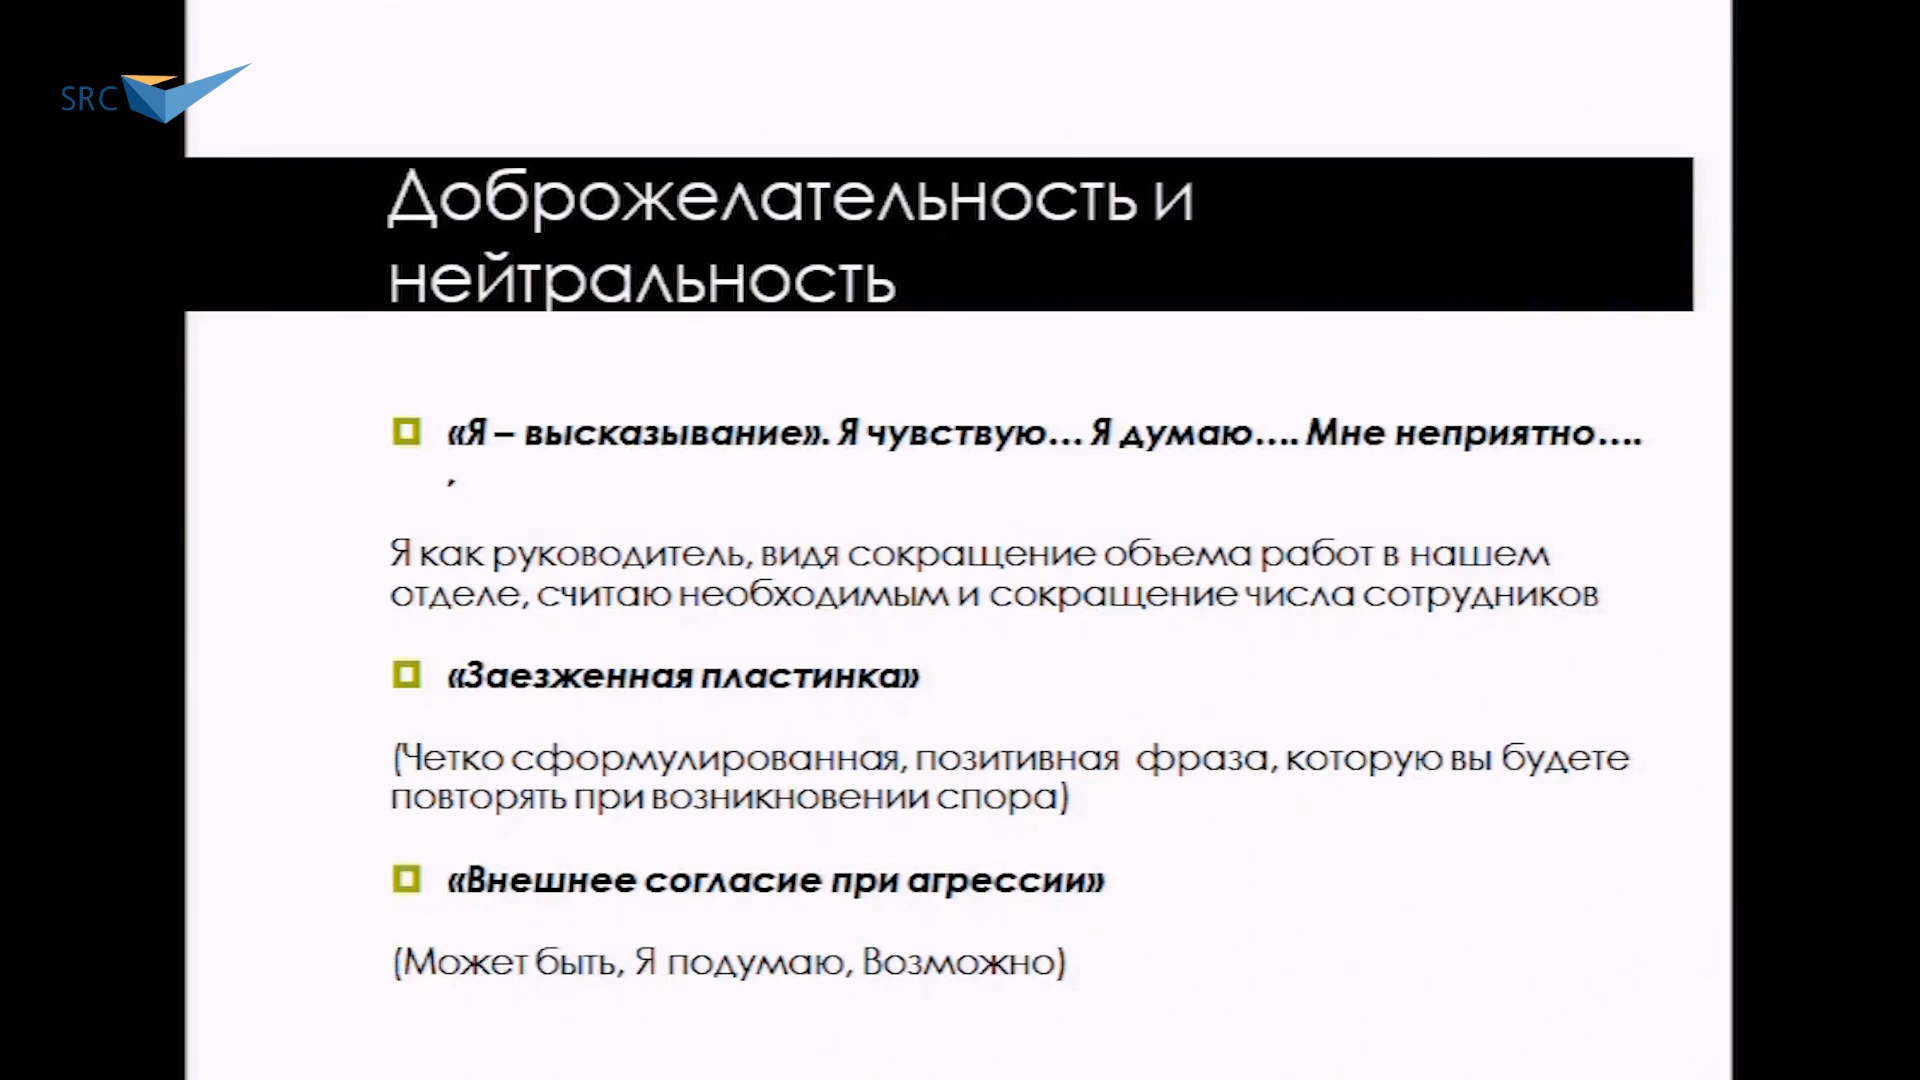 SRC
Доброжелательность и
нейтральность
«Я – высказывание». Я чувствую… Я думаю…. Мне неприятно….
,
Я как руководитель, видя сокращение объема работ в нашем
отделе, считаю необходимым и сокращение числа сотрудников
«Заезженная пластинка»
(Четко сформулированная, позитивная  фраза, которую вы будете
повторять при возникновении спора)
«Внешнее согласие при агрессии»
(Может быть, Я подумаю, Возможно)